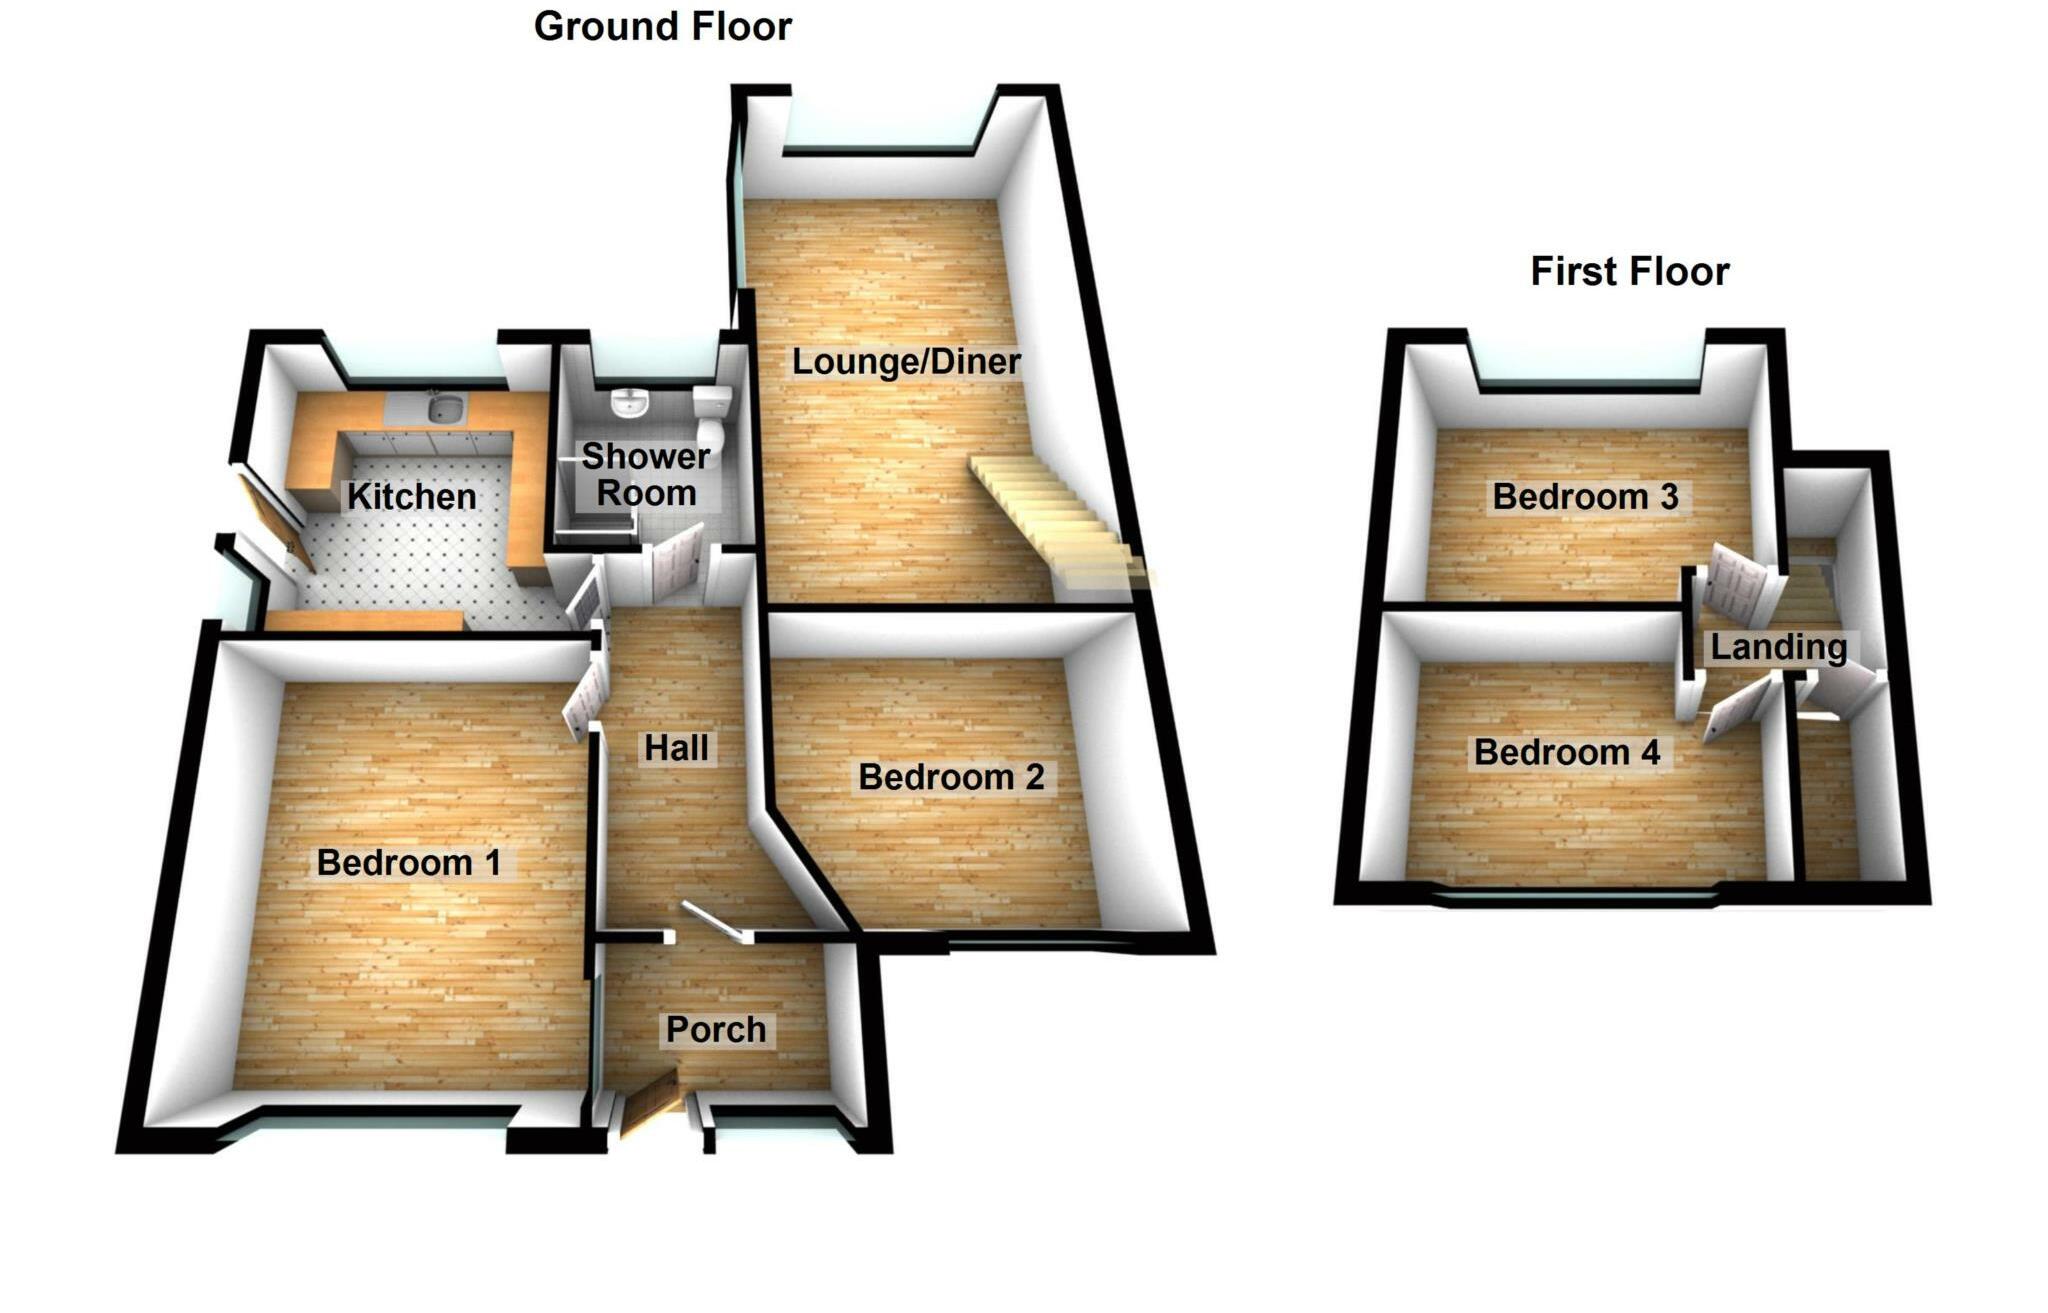 Ground Floor
Lounge/Diner
Kitchen
Shower
Room
Hall
Bedroom 2
Bedroom 1
Porch
First Floor
Bedroom 3
Landing
Bedroom 4